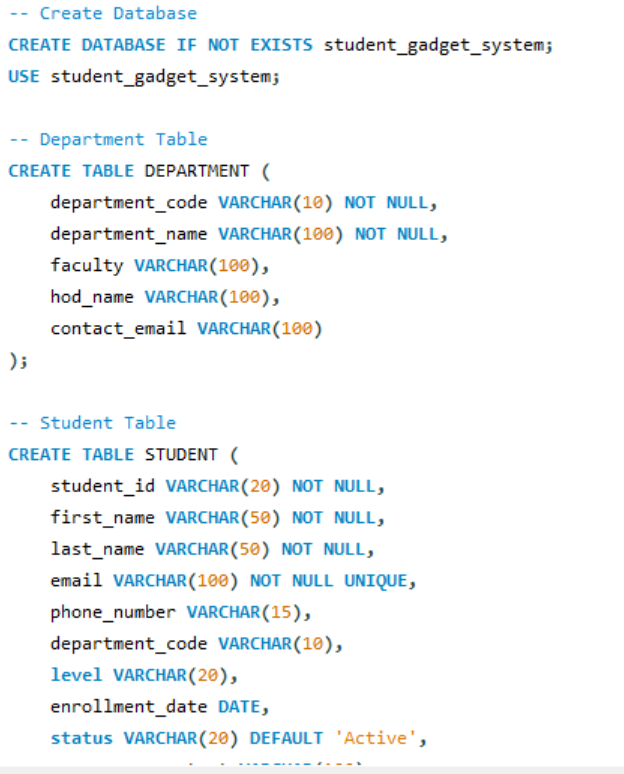 -- Create Database
CREATE DATABASE IF NOT EXISTS student_gadget_system;
USE student_gadget_system;
-- Department Table
CREATE TABLE DEPARTMENT (
department_code VARCHAR(10) NOT NULL,
department_name VARCHAR(100) NOT NULL,
faculty VARCHAR(100),
hod_name VARCHAR(100),
contact_email VARCHAR(100)
);
-- Student Table
CREATE TABLE STUDENT (
student_id VARCHAR(20) NOT NULL,
first_name VARCHAR(50) NOT NULL,
last_name VARCHAR(50) NOT NULL,
email VARCHAR(100) NOT NULL UNIQUE,
phone_number VARCHAR(15),
department_code VARCHAR(10),
level VARCHAR(20),
enrollment_date DATE,
status VARCHAR(20) DEFAULT 'Active',